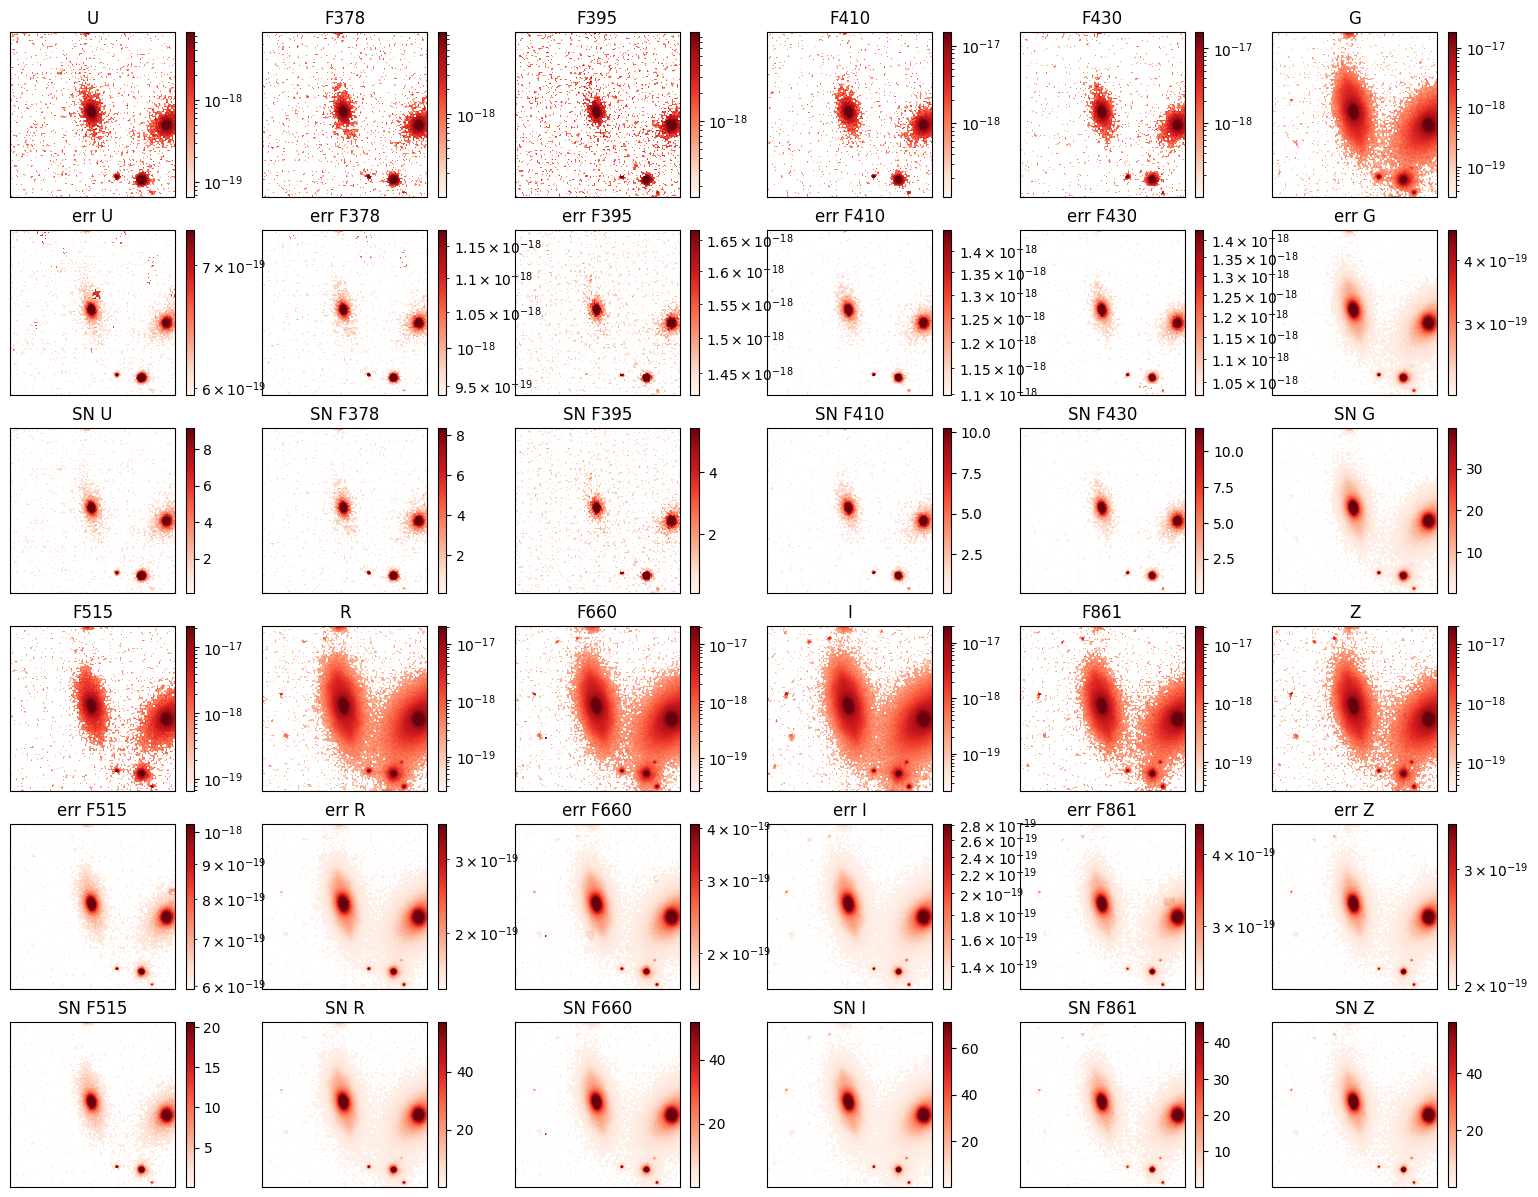 U F378 F395 F410 F430 G
10⁻¹⁸ 10⁻¹⁹ 10⁻¹⁸ 10⁻¹⁸ 10⁻¹⁷ 10⁻¹⁸ 10⁻¹⁷ 10⁻¹⁸ 10⁻¹⁷ 10⁻¹⁸ 10⁻¹⁹
err U err F378 err F395 err F410 err F430 err G
7 × 10⁻¹⁹ 6 × 10⁻¹⁹
1.15 × 10⁻¹⁸ 1.1 × 10⁻¹⁸ 1.05 × 10⁻¹⁸ 10⁻¹⁸ 9.5 × 10⁻¹⁹
1.65 × 10⁻¹⁸ 1.6 × 10⁻¹⁸ 1.55 × 10⁻¹⁸ 1.5 × 10⁻¹⁸ 1.45 × 10⁻¹⁸
1.4 × 10⁻¹⁸ 1.35 × 10⁻¹⁸ 1.3 × 10⁻¹⁸ 1.25 × 10⁻¹⁸ 1.2 × 10⁻¹⁸ 1.15 × 10⁻¹⁸ 1.1 × 10⁻¹⁸
1.4 × 10⁻¹⁸ 1.35 × 10⁻¹⁸ 1.3 × 10⁻¹⁸ 1.25 × 10⁻¹⁸ 1.2 × 10⁻¹⁸ 1.15 × 10⁻¹⁸ 1.1 × 10⁻¹⁸ 1.05 × 10⁻¹⁸
4 × 10⁻¹⁹ 3 × 10⁻¹⁹
SN U SN F378 SN F395 SN F410 SN F430 SN G
8 6 4 2
8 6 4 2
4 2
10.0 7.5 5.0 2.5
10.0 7.5 5.0 2.5
30 20 10
F515 R F660 I F861 Z
10⁻¹⁷ 10⁻¹⁸ 10⁻¹⁹
10⁻¹⁷ 10⁻¹⁸ 10⁻¹⁹
10⁻¹⁷ 10⁻¹⁸ 10⁻¹⁹
10⁻¹⁷ 10⁻¹⁸ 10⁻¹⁹
10⁻¹⁷ 10⁻¹⁸ 10⁻¹⁹
10⁻¹⁷ 10⁻¹⁸ 10⁻¹⁹
err F515 err R err F660 err I err F861 err Z
10⁻¹⁸ 9 × 10⁻¹⁹ 8 × 10⁻¹⁹ 7 × 10⁻¹⁹ 6 × 10⁻¹⁹
3 × 10⁻¹⁹ 2 × 10⁻¹⁹
4 × 10⁻¹⁹ 3 × 10⁻¹⁹ 2 × 10⁻¹⁹
2.8 × 10⁻¹⁹ 2.6 × 10⁻¹⁹ 2.4 × 10⁻¹⁹ 2.2 × 10⁻¹⁹ 2 × 10⁻¹⁹ 1.8 × 10⁻¹⁹ 1.6 × 10⁻¹⁹ 1.4 × 10⁻¹⁹
4 × 10⁻¹⁹ 3 × 10⁻¹⁹
3 × 10⁻¹⁹ 2 × 10⁻¹⁹
SN F515 SN R SN F660 SN I SN F861 SN Z
20 15 10 5
40 20
40 20
60 40 20
40 30 20 10
40 20